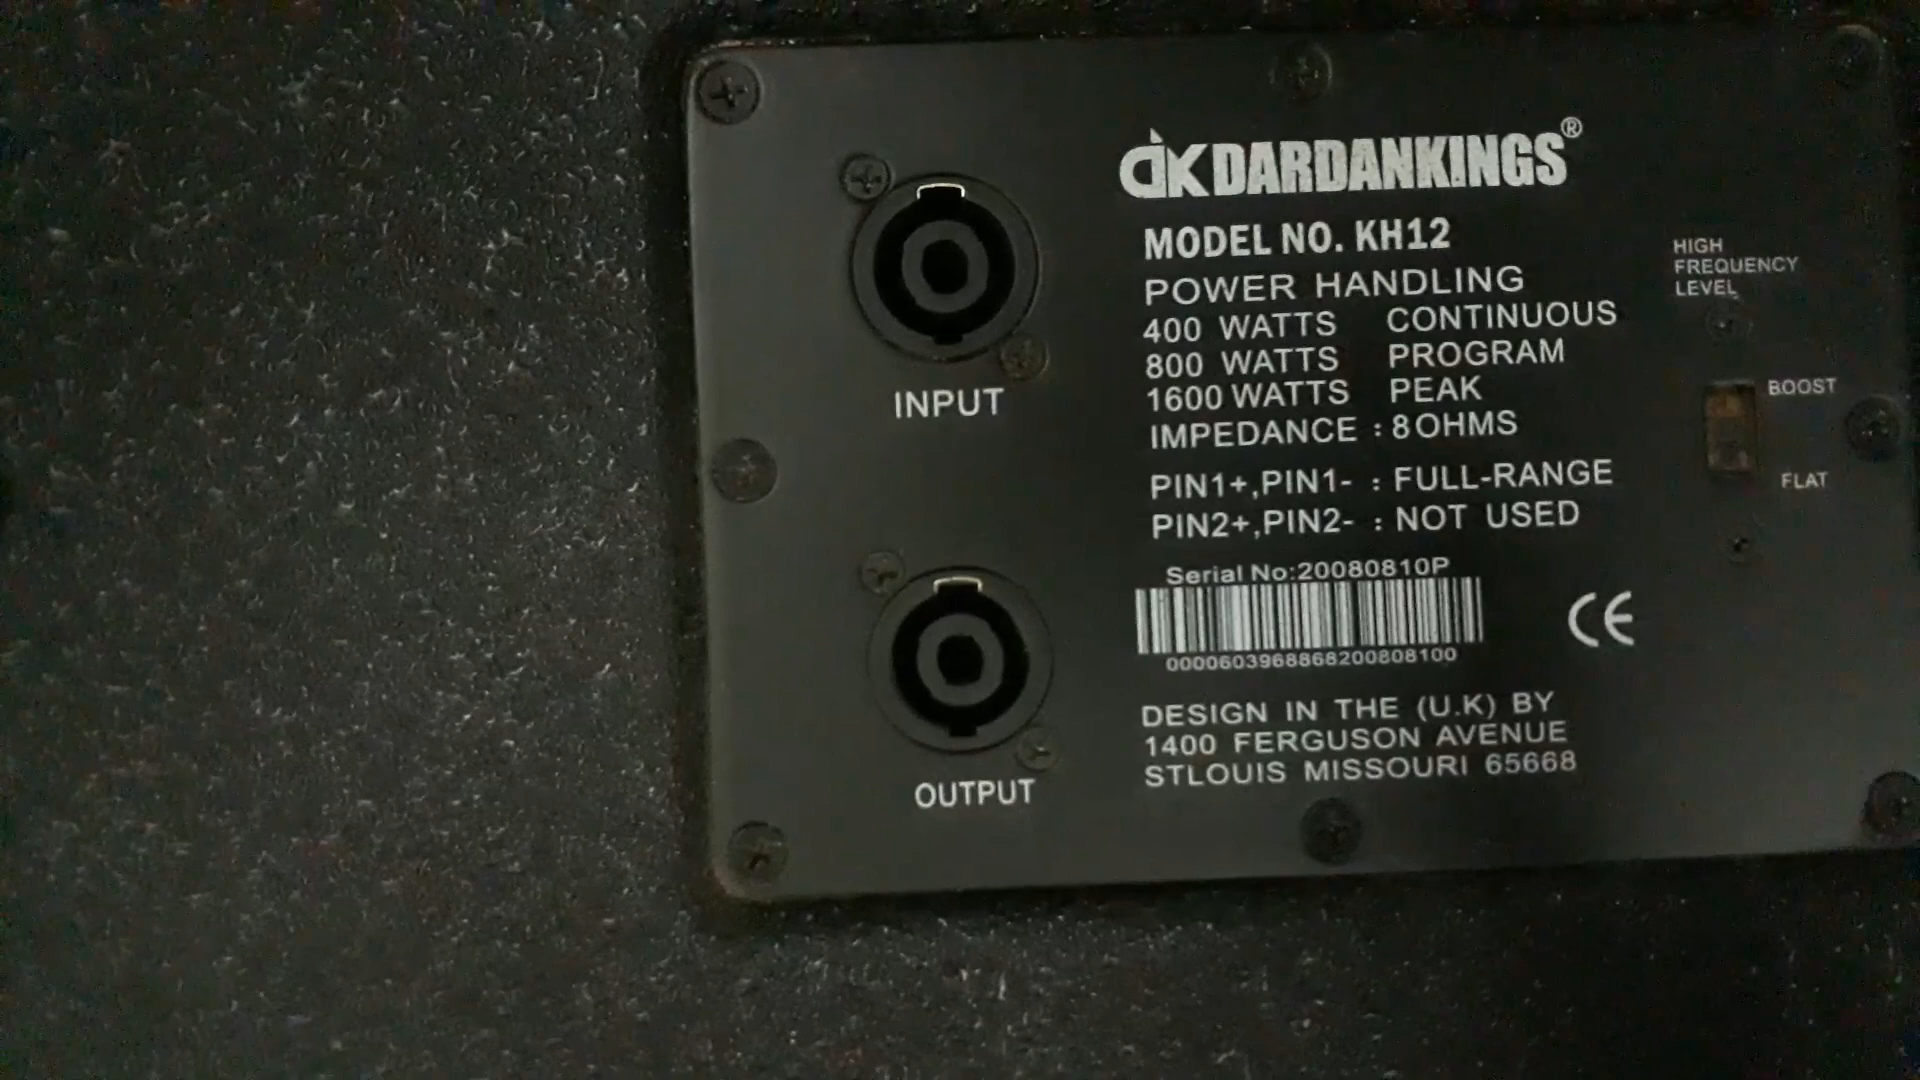 dK DARDANKINGS®
MODEL NO. KH12
POWER HANDLING
400 WATTS CONTINUOUS
800 WATTS PROGRAM
1600 WATTS PEAK
IMPEDANCE : 8 OHMS
PIN1+,PIN1- : FULL-RANGE
PIN2+,PIN2- : NOT USED
Serial No:20080810P
0000603968868200808100
CE
DESIGN IN THE (U.K) BY
1400 FERGUSON AVENUE
STLOUIS MISSOURI 65668
INPUT
OUTPUT
HIGH
FREQUENCY
LEVEL
BOOST
FLAT